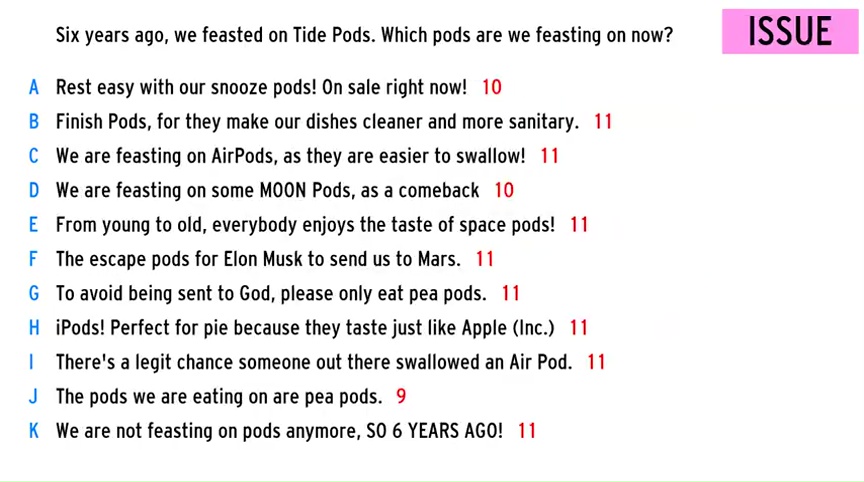 Six years ago, we feasted on Tide Pods. Which pods are we feasting on now?
ISSUE
A Rest easy with our snooze pods! On sale right now! 10
B Finish Pods, for they make our dishes cleaner and more sanitary. 11
C We are feasting on AirPods, as they are easier to swallow! 11
D We are feasting on some MOON Pods, as a comeback 10
E From young to old, everybody enjoys the taste of space pods! 11
F The escape pods for Elon Musk to send us to Mars. 11
G To avoid being sent to God, please only eat pea pods. 11
H iPods! Perfect for pie because they taste just like Apple (Inc.) 11
I There's a legit chance someone out there swallowed an Air Pod. 11
J The pods we are eating on are pea pods. 9
K We are not feasting on pods anymore, SO 6 YEARS AGO! 11